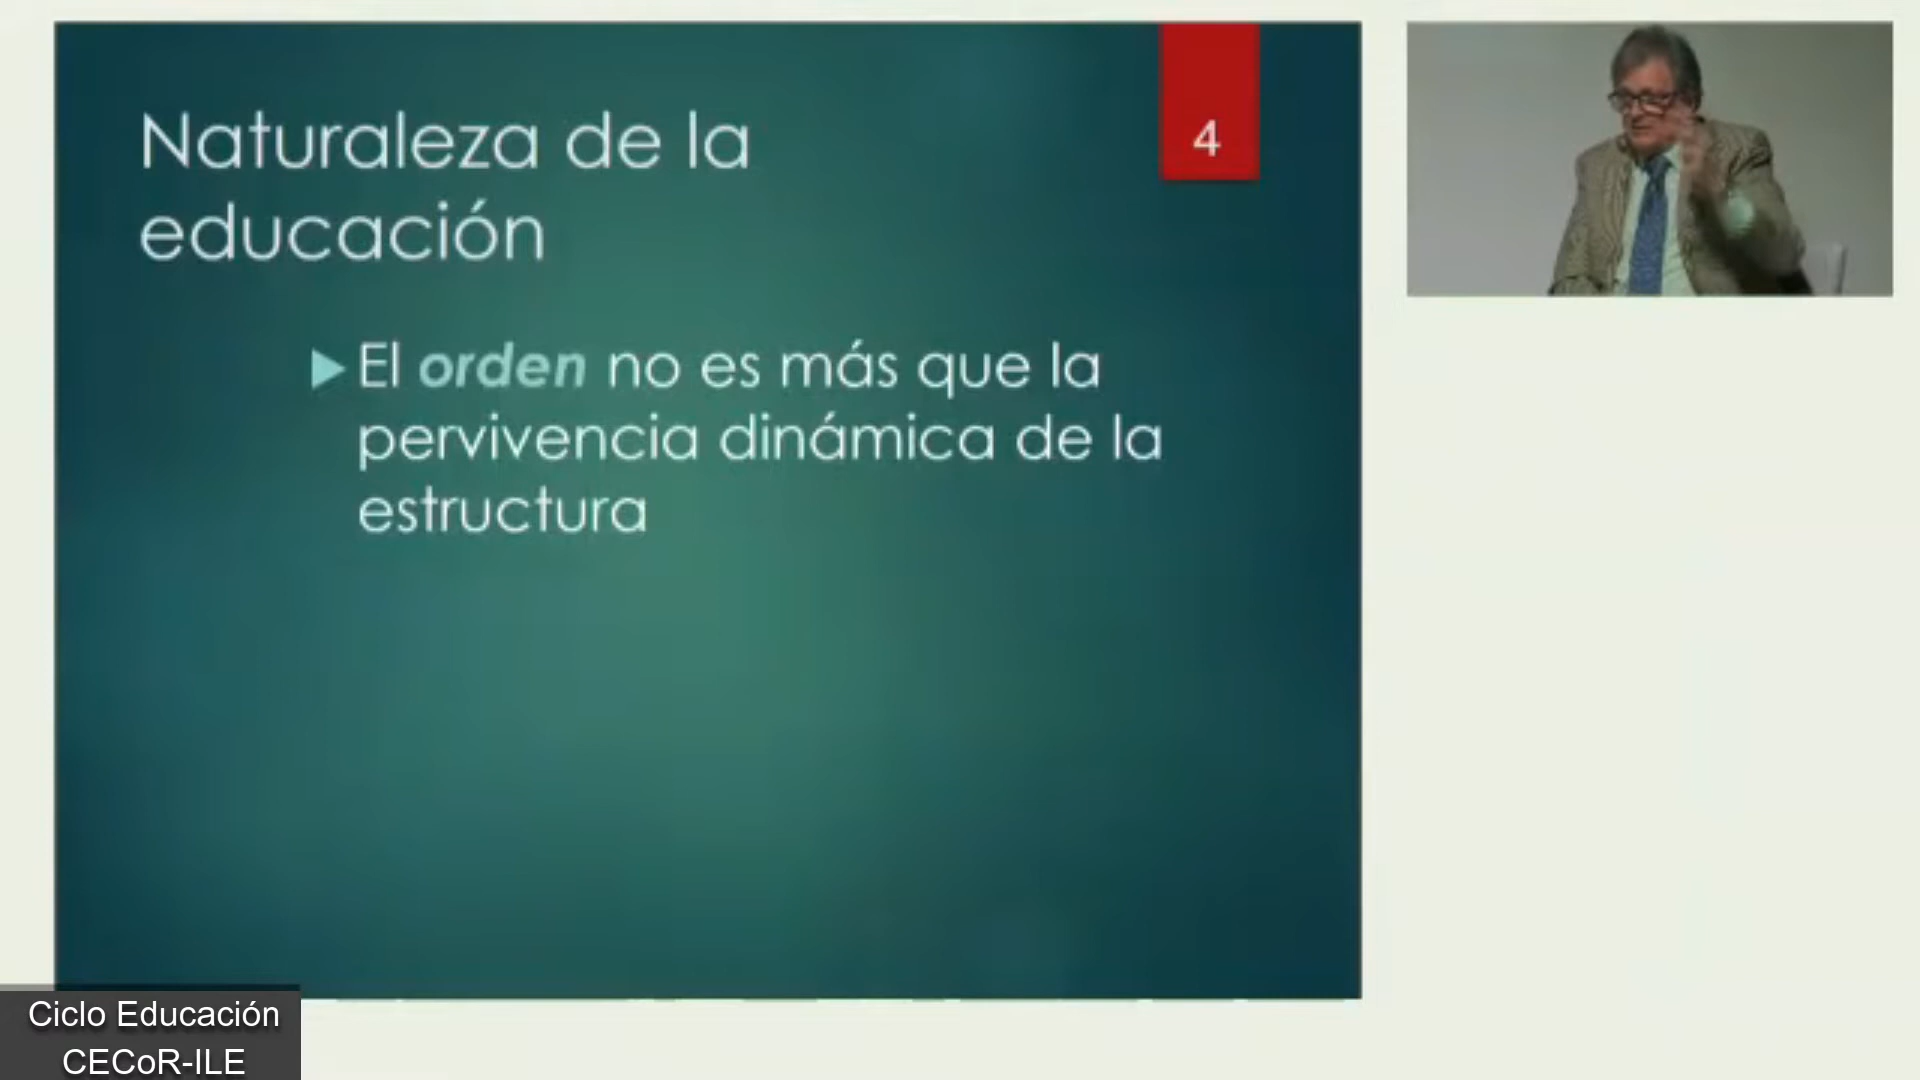 Naturaleza de la
educación
4
El orden no es más que la
pervivencia dinámica de la
estructura
Ciclo Educación
CECoR-ILE